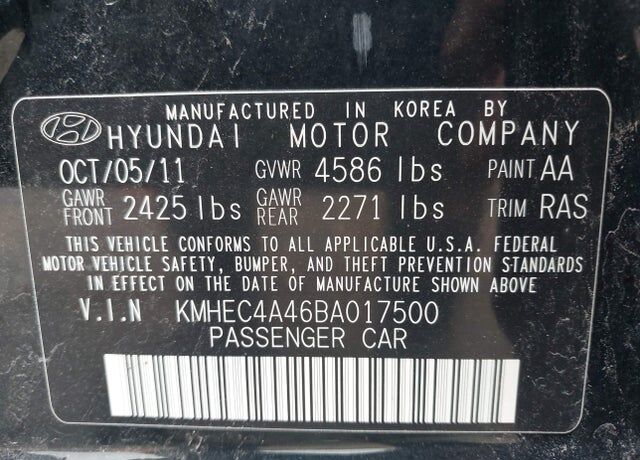 MANUFACTURED IN KOREA BY
HYUNDAI MOTOR COMPANY
OCT/05/11 GVWR 4586 lbs PAINT AA
GAWR FRONT 2425 lbs GAWR REAR 2271 lbs TRIM RAS
THIS VEHICLE CONFORMS TO ALL APPLICABLE U.S.A. FEDERAL
MOTOR VEHICLE SAFETY, BUMPER, AND THEFT PREVENTION STANDARDS
IN EFFECT ON THE DATE OF MANUFACTURE SHOWN ABOVE
V.I.N KMHEC4A46BA017500
PASSENGER CAR